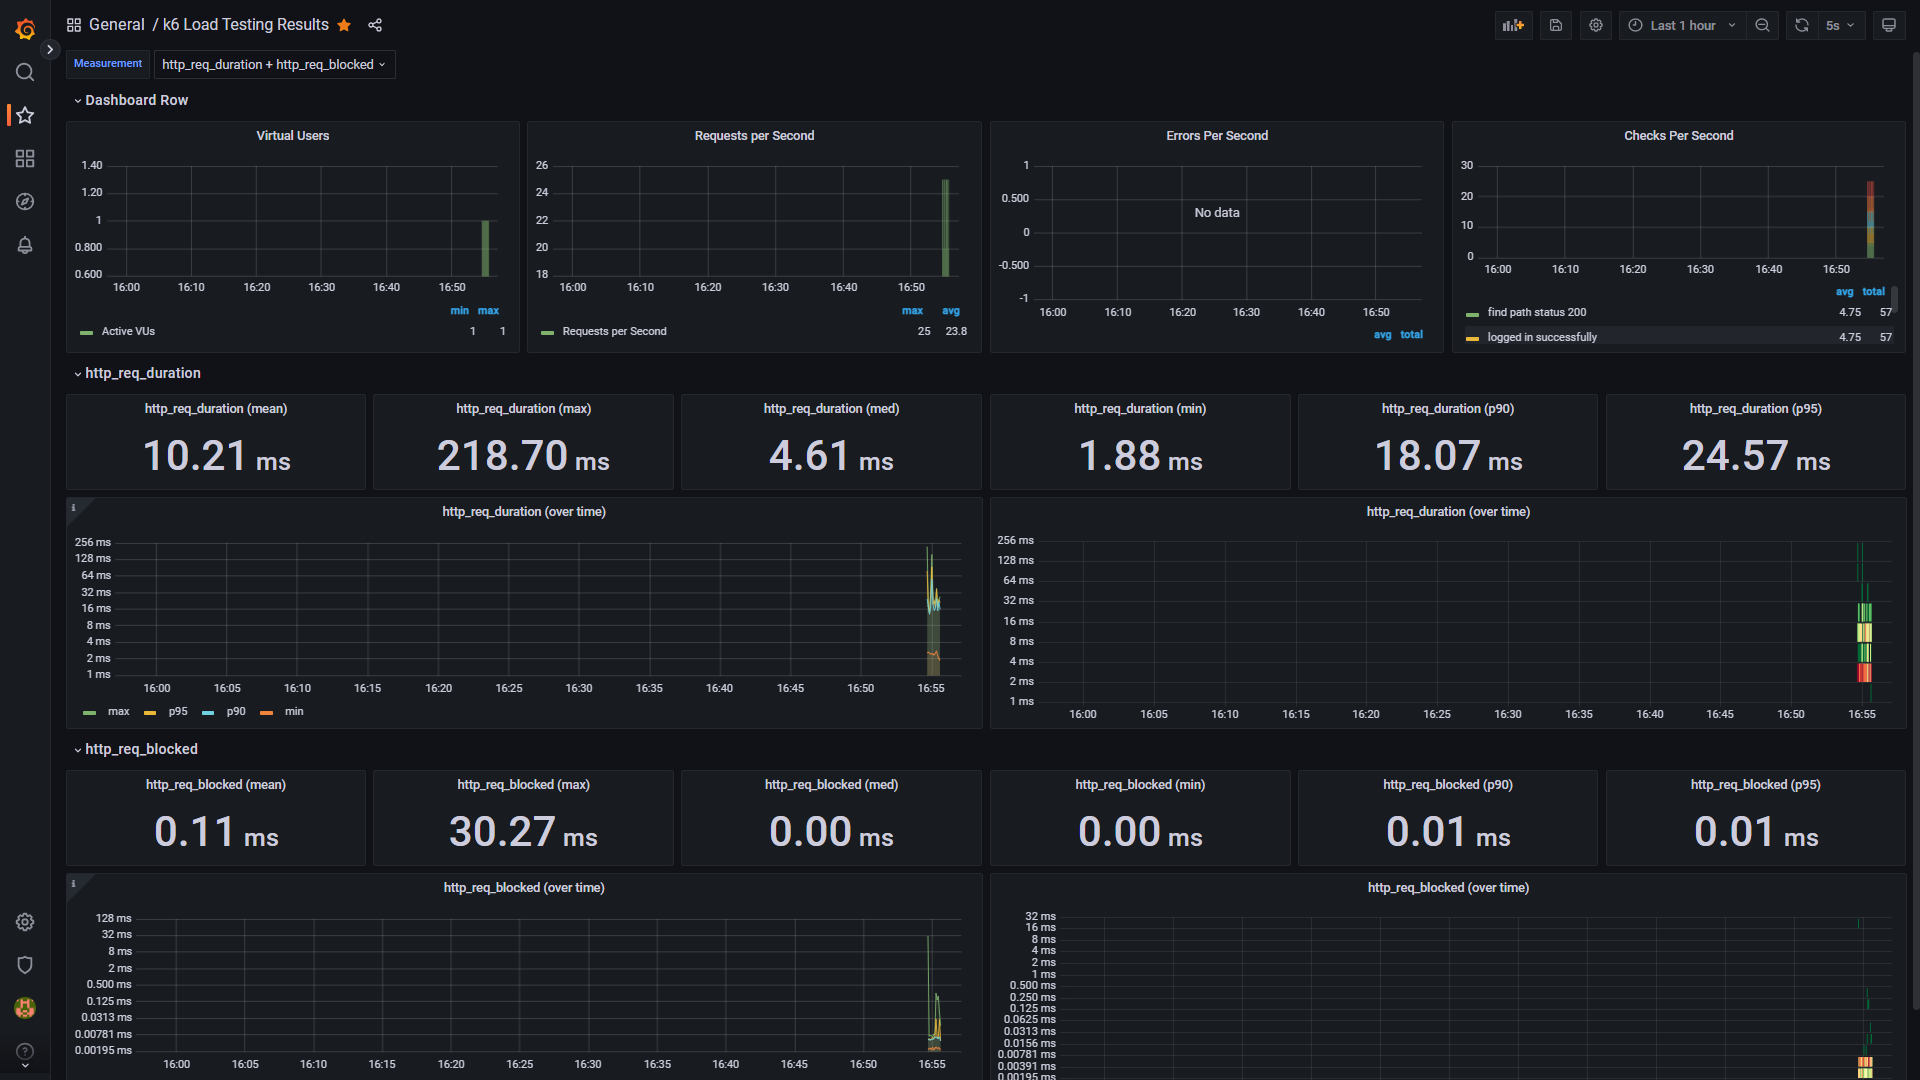 General / k6 Load Testing Results
Last 1 hour
5s
Measurement
http_req_duration + http_req_blocked
Dashboard Row
Virtual Users
1.40
1.20
1
0.800
0.600
16:00 16:10 16:20 16:30 16:40 16:50
min max
Active VUs 1 1
Requests per Second
26
24
22
20
18
16:00 16:10 16:20 16:30 16:40 16:50
max avg
Requests per Second 25 23.8
Errors Per Second
1
0.500
0
-0.500
-1
No data
16:00 16:10 16:20 16:30 16:40 16:50
avg total
Checks Per Second
30
20
10
0
16:00 16:10 16:20 16:30 16:40 16:50
avg total
find path status 200 4.75 57
logged in successfully 4.75 57
http_req_duration
http_req_duration (mean)
10.21 ms
http_req_duration (max)
218.70 ms
http_req_duration (med)
4.61 ms
http_req_duration (min)
1.88 ms
http_req_duration (p90)
18.07 ms
http_req_duration (p95)
24.57 ms
http_req_duration (over time)
256 ms
128 ms
64 ms
32 ms
16 ms
8 ms
4 ms
2 ms
1 ms
16:00 16:05 16:10 16:15 16:20 16:25 16:30 16:35 16:40 16:45 16:50 16:55
max p95 p90 min
http_req_duration (over time)
256 ms
128 ms
64 ms
32 ms
16 ms
8 ms
4 ms
2 ms
1 ms
16:00 16:05 16:10 16:15 16:20 16:25 16:30 16:35 16:40 16:45 16:50 16:55
http_req_blocked
http_req_blocked (mean)
0.11 ms
http_req_blocked (max)
30.27 ms
http_req_blocked (med)
0.00 ms
http_req_blocked (min)
0.00 ms
http_req_blocked (p90)
0.01 ms
http_req_blocked (p95)
0.01 ms
http_req_blocked (over time)
128 ms
32 ms
8 ms
2 ms
0.500 ms
0.125 ms
0.0313 ms
0.00781 ms
0.00195 ms
16:00 16:05 16:10 16:15 16:20 16:25 16:30 16:35 16:40 16:45 16:50 16:55
http_req_blocked (over time)
32 ms
16 ms
8 ms
4 ms
2 ms
1 ms
0.500 ms
0.250 ms
0.125 ms
0.0625 ms
0.0313 ms
0.0156 ms
0.00781 ms
0.00391 ms
0.00195 ms